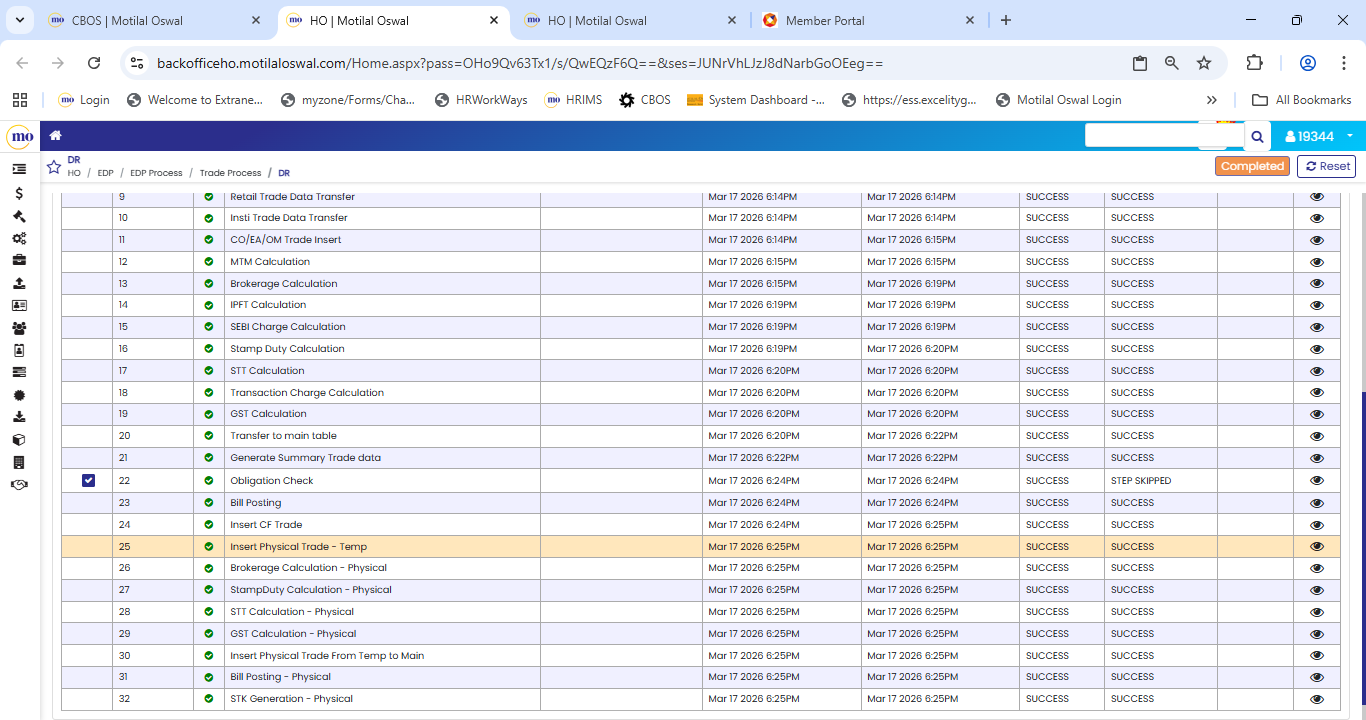 CBOS | Motilal Oswal
HO | Motilal Oswal
HO | Motilal Oswal
Member Portal
backofficeho.motilaloswal.com/Home.aspx?pass=OHo9Qv63Tx1/s/QwEQzF6Q==&ses=JUNrVhLJzJ8dNarbGoOEeg==
Login
Welcome to Extrane...
myzone/Forms/Cha...
HRWorkWays
HRIMS
CBOS
System Dashboard -...
https://ess.excelityg...
Motilal Oswal Login
All Bookmarks
mo
19344
DR
HO / EDP / EDP Process / Trade Process / DR
Completed
Reset
9 Retail Trade Data Transfer Mar 17 2026 6:14PM Mar 17 2026 6:14PM SUCCESS SUCCESS
10 Insti Trade Data Transfer Mar 17 2026 6:14PM Mar 17 2026 6:14PM SUCCESS SUCCESS
11 CO/EA/OM Trade Insert Mar 17 2026 6:14PM Mar 17 2026 6:15PM SUCCESS SUCCESS
12 MTM Calculation Mar 17 2026 6:15PM Mar 17 2026 6:15PM SUCCESS SUCCESS
13 Brokerage Calculation Mar 17 2026 6:15PM Mar 17 2026 6:19PM SUCCESS SUCCESS
14 IPFT Calculation Mar 17 2026 6:19PM Mar 17 2026 6:19PM SUCCESS SUCCESS
15 SEBI Charge Calculation Mar 17 2026 6:19PM Mar 17 2026 6:19PM SUCCESS SUCCESS
16 Stamp Duty Calculation Mar 17 2026 6:19PM Mar 17 2026 6:20PM SUCCESS SUCCESS
17 STT Calculation Mar 17 2026 6:20PM Mar 17 2026 6:20PM SUCCESS SUCCESS
18 Transaction Charge Calculation Mar 17 2026 6:20PM Mar 17 2026 6:20PM SUCCESS SUCCESS
19 GST Calculation Mar 17 2026 6:20PM Mar 17 2026 6:20PM SUCCESS SUCCESS
20 Transfer to main table Mar 17 2026 6:20PM Mar 17 2026 6:22PM SUCCESS SUCCESS
21 Generate Summary Trade data Mar 17 2026 6:22PM Mar 17 2026 6:22PM SUCCESS SUCCESS
22 Obligation Check Mar 17 2026 6:24PM Mar 17 2026 6:24PM SUCCESS STEP SKIPPED
23 Bill Posting Mar 17 2026 6:24PM Mar 17 2026 6:24PM SUCCESS SUCCESS
24 Insert CF Trade Mar 17 2026 6:24PM Mar 17 2026 6:25PM SUCCESS SUCCESS
25 Insert Physical Trade - Temp Mar 17 2026 6:25PM Mar 17 2026 6:25PM SUCCESS SUCCESS
26 Brokerage Calculation - Physical Mar 17 2026 6:25PM Mar 17 2026 6:25PM SUCCESS SUCCESS
27 StampDuty Calculation - Physical Mar 17 2026 6:25PM Mar 17 2026 6:25PM SUCCESS SUCCESS
28 STT Calculation - Physical Mar 17 2026 6:25PM Mar 17 2026 6:25PM SUCCESS SUCCESS
29 GST Calculation - Physical Mar 17 2026 6:25PM Mar 17 2026 6:25PM SUCCESS SUCCESS
30 Insert Physical Trade From Temp to Main Mar 17 2026 6:25PM Mar 17 2026 6:25PM SUCCESS SUCCESS
31 Bill Posting - Physical Mar 17 2026 6:25PM Mar 17 2026 6:25PM SUCCESS SUCCESS
32 STK Generation - Physical Mar 17 2026 6:25PM Mar 17 2026 6:25PM SUCCESS SUCCESS